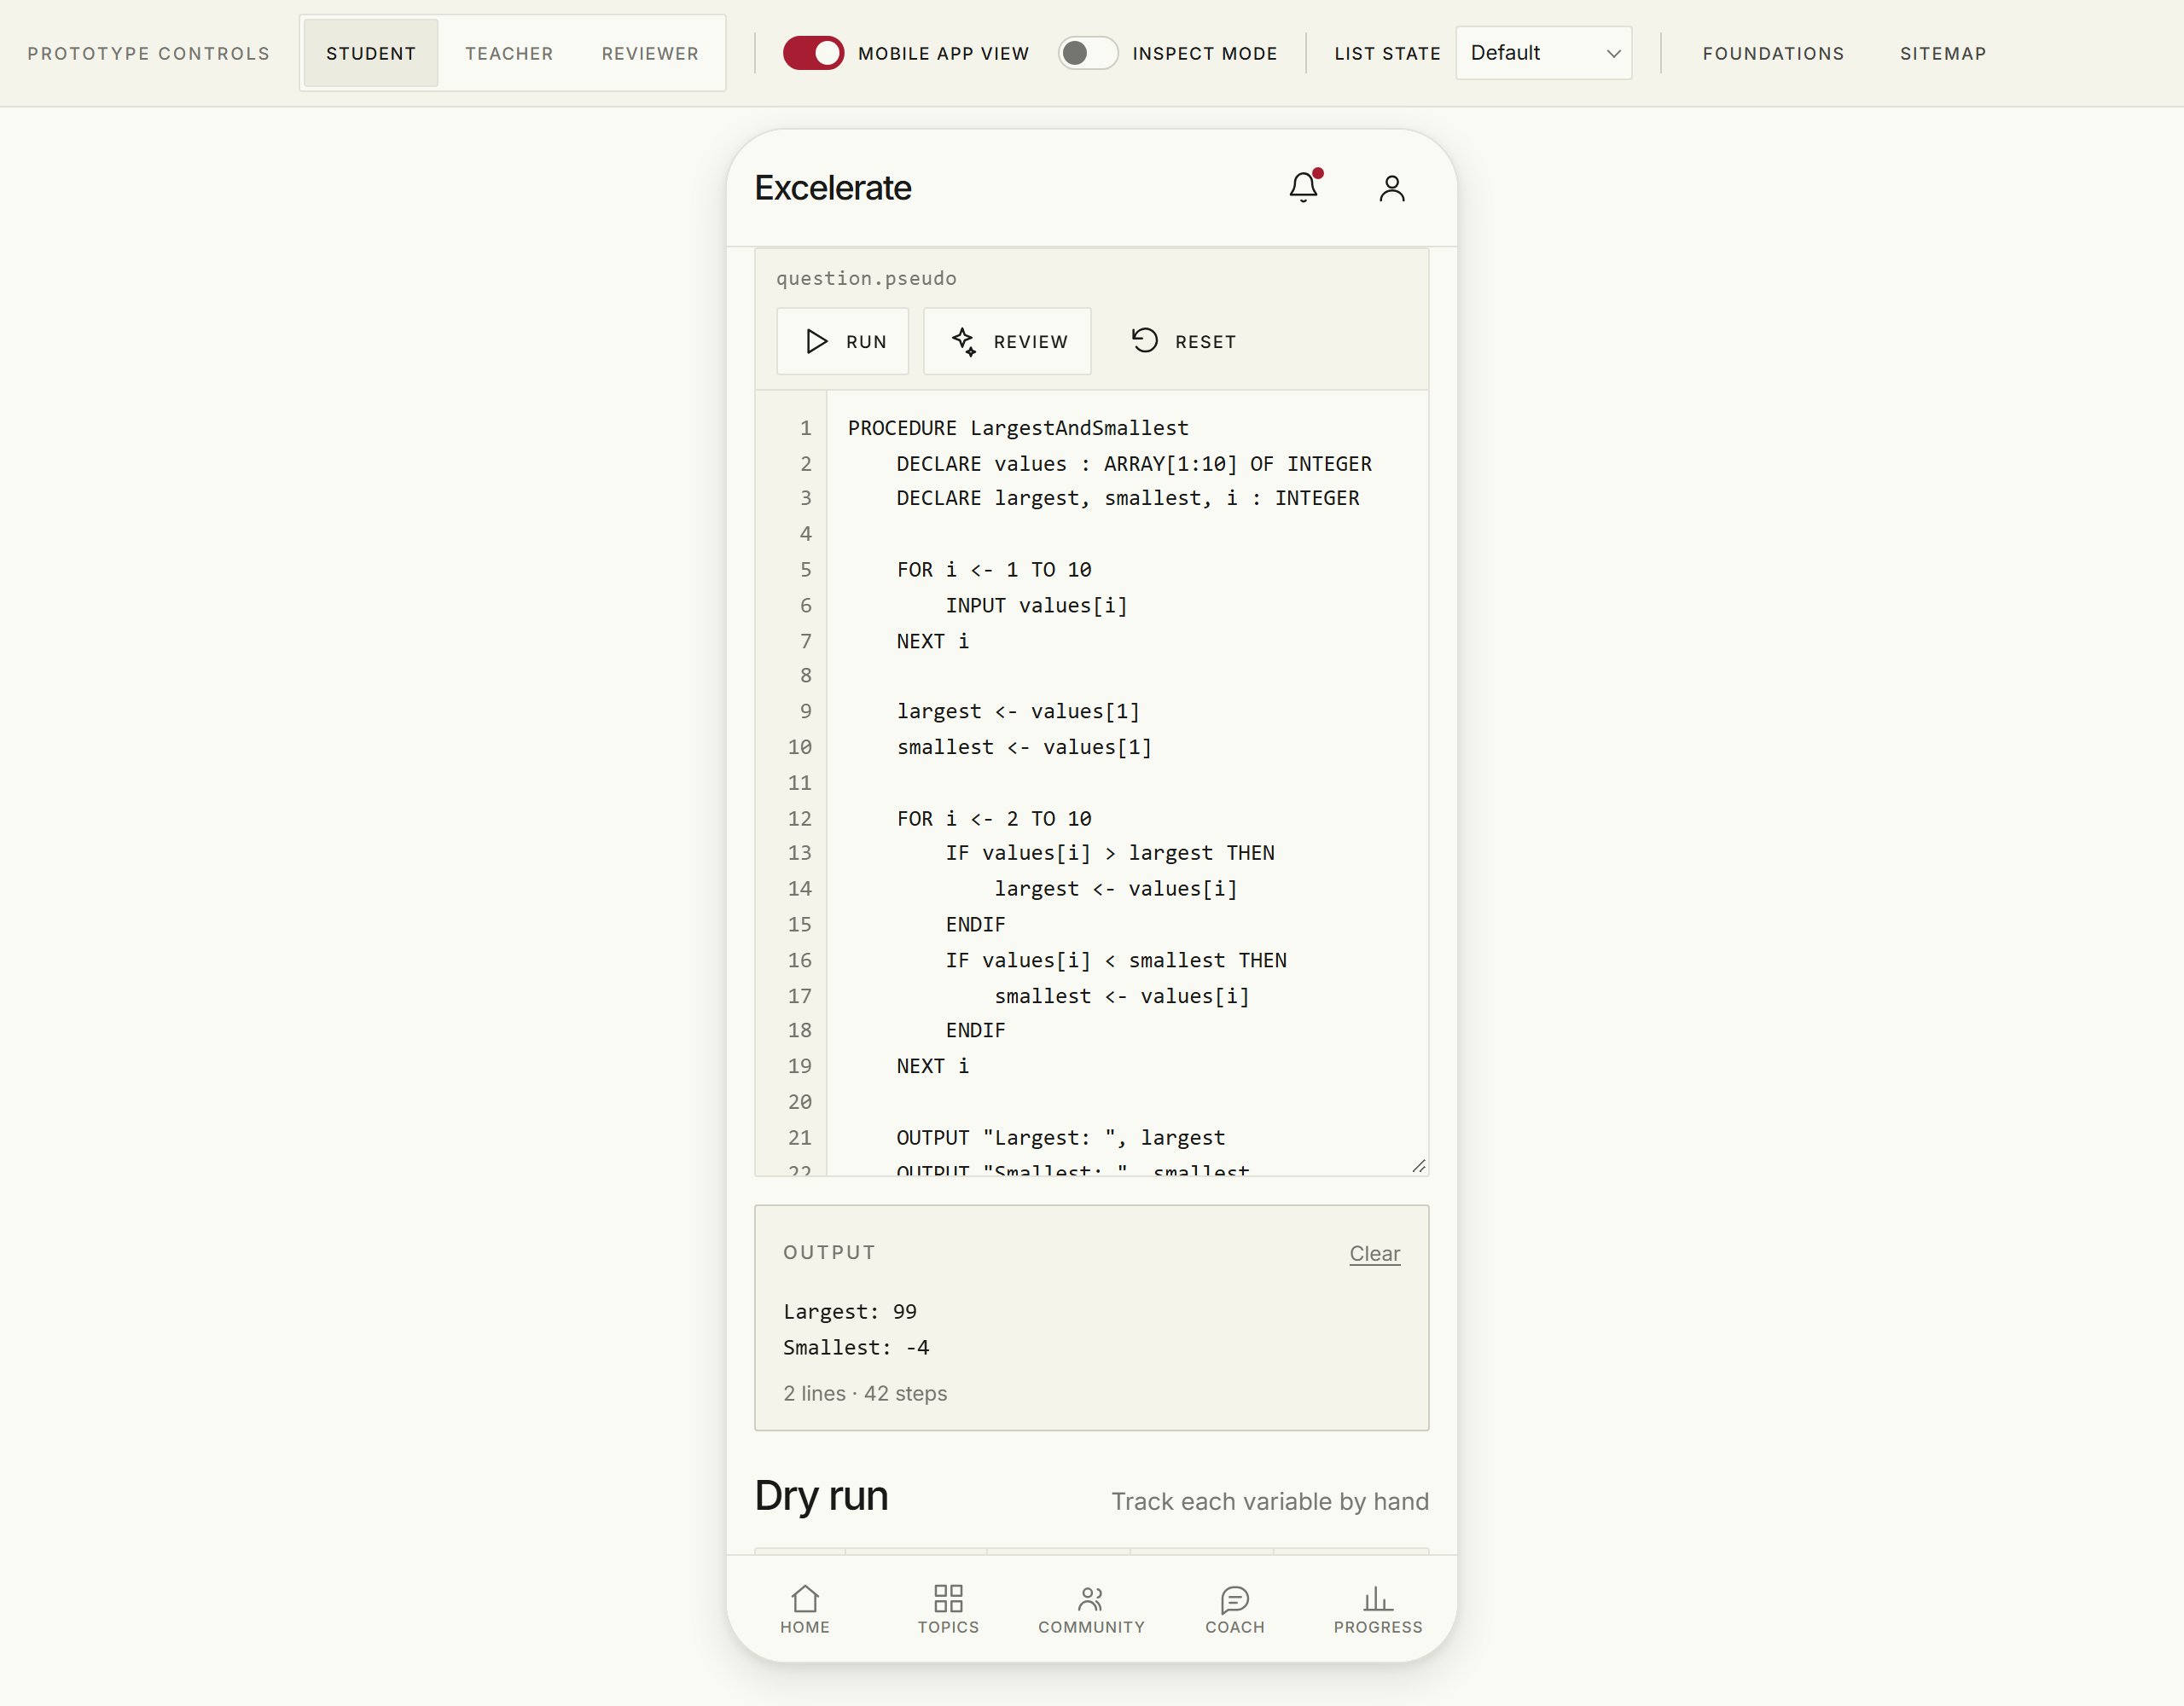 PROTOTYPE CONTROLS STUDENT TEACHER REVIEWER MOBILE APP VIEW INSPECT MODE LIST STATE Default FOUNDATIONS SITEMAP
Excelerate
question.pseudo
RUN REVIEW RESET
1 PROCEDURE LargestAndSmallest
2     DECLARE values : ARRAY[1:10] OF INTEGER
3     DECLARE largest, smallest, i : INTEGER
4
5     FOR i <- 1 TO 10
6         INPUT values[i]
7     NEXT i
8
9     largest <- values[1]
10     smallest <- values[1]
11
12     FOR i <- 2 TO 10
13         IF values[i] > largest THEN
14             largest <- values[i]
15         ENDIF
16         IF values[i] < smallest THEN
17             smallest <- values[i]
18         ENDIF
19     NEXT i
20
21     OUTPUT "Largest: ", largest
22     OUTPUT "Smallest: ", smallest
OUTPUT Clear
Largest: 99
Smallest: -4
2 lines · 42 steps
Dry run Track each variable by hand
HOME TOPICS COMMUNITY COACH PROGRESS